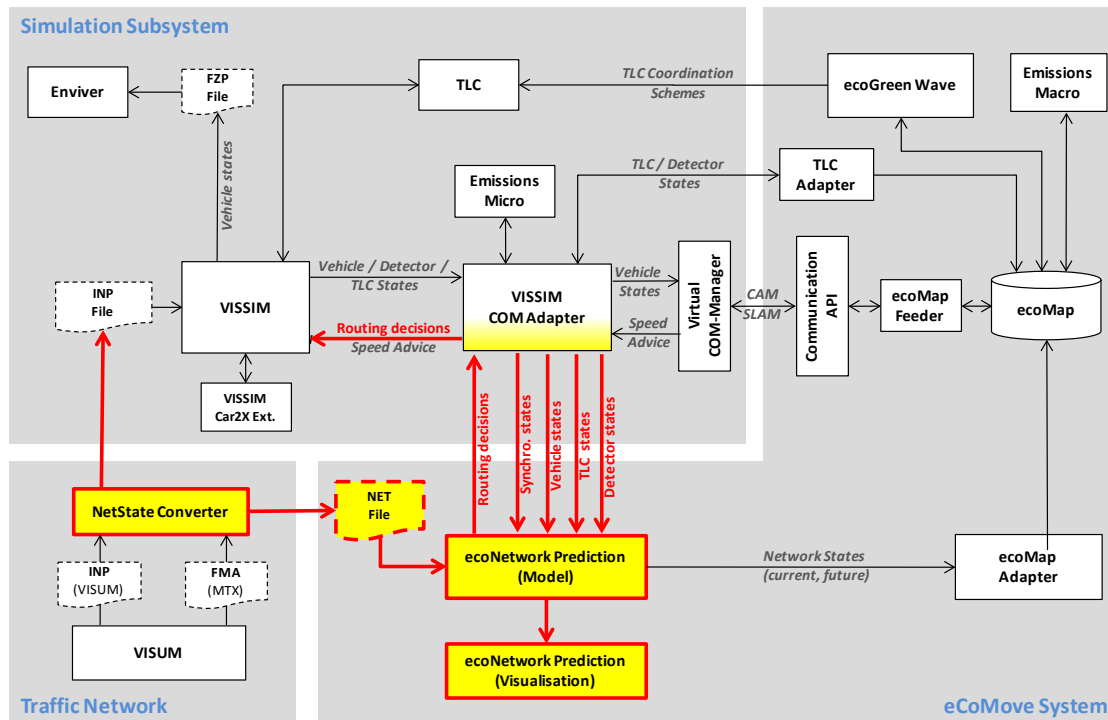 Simulation Subsystem
Enviver
FZP
File
TLC
TLC Coordination
Schemes
ecoGreen Wave
Emissions
Macro
Vehicle states
Emissions
Micro
TLC / Detector
States
TLC
Adapter
INP
File
VISSIM
Vehicle / Detector /
TLC States
Routing decisions
Speed Advice
VISSIM
COM Adapter
Vehicle
States
Speed
Advice
Virtual
COM-Manager
CAM
SLAM
Communication
API
ecoMap
Feeder
ecoMap
VISSIM
Car2X Ext.
Routing decisions
Synchro. states
Vehicle states
TLC states
Detector states
NetState Converter
NET
File
INP
(VISUM)
FMA
(MTX)
VISUM
ecoNetwork Prediction
(Model)
Network States
(current, future)
ecoMap
Adapter
ecoNetwork Prediction
(Visualisation)
Traffic Network
eCoMove System